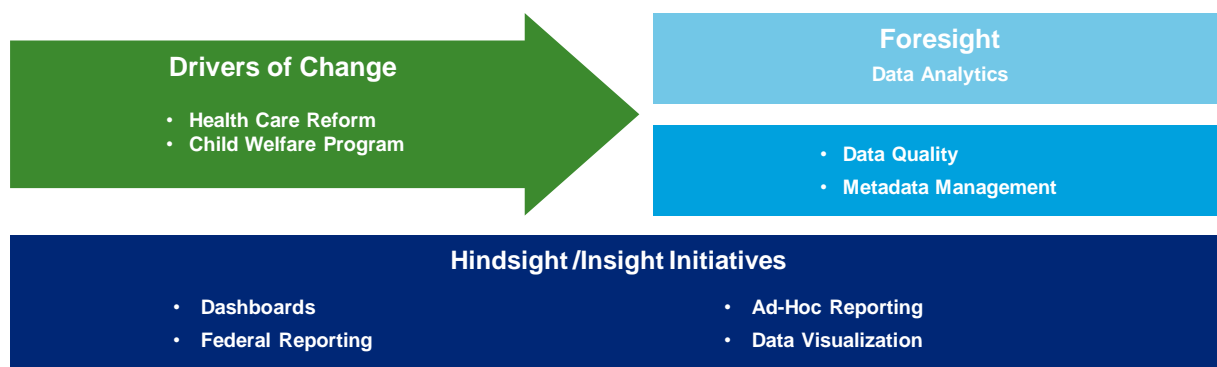 Drivers of Change
• Health Care Reform
• Child Welfare Program
Foresight
Data Analytics
• Data Quality
• Metadata Management
Hindsight /Insight Initiatives
• Dashboards
• Federal Reporting
• Ad-Hoc Reporting
• Data Visualization